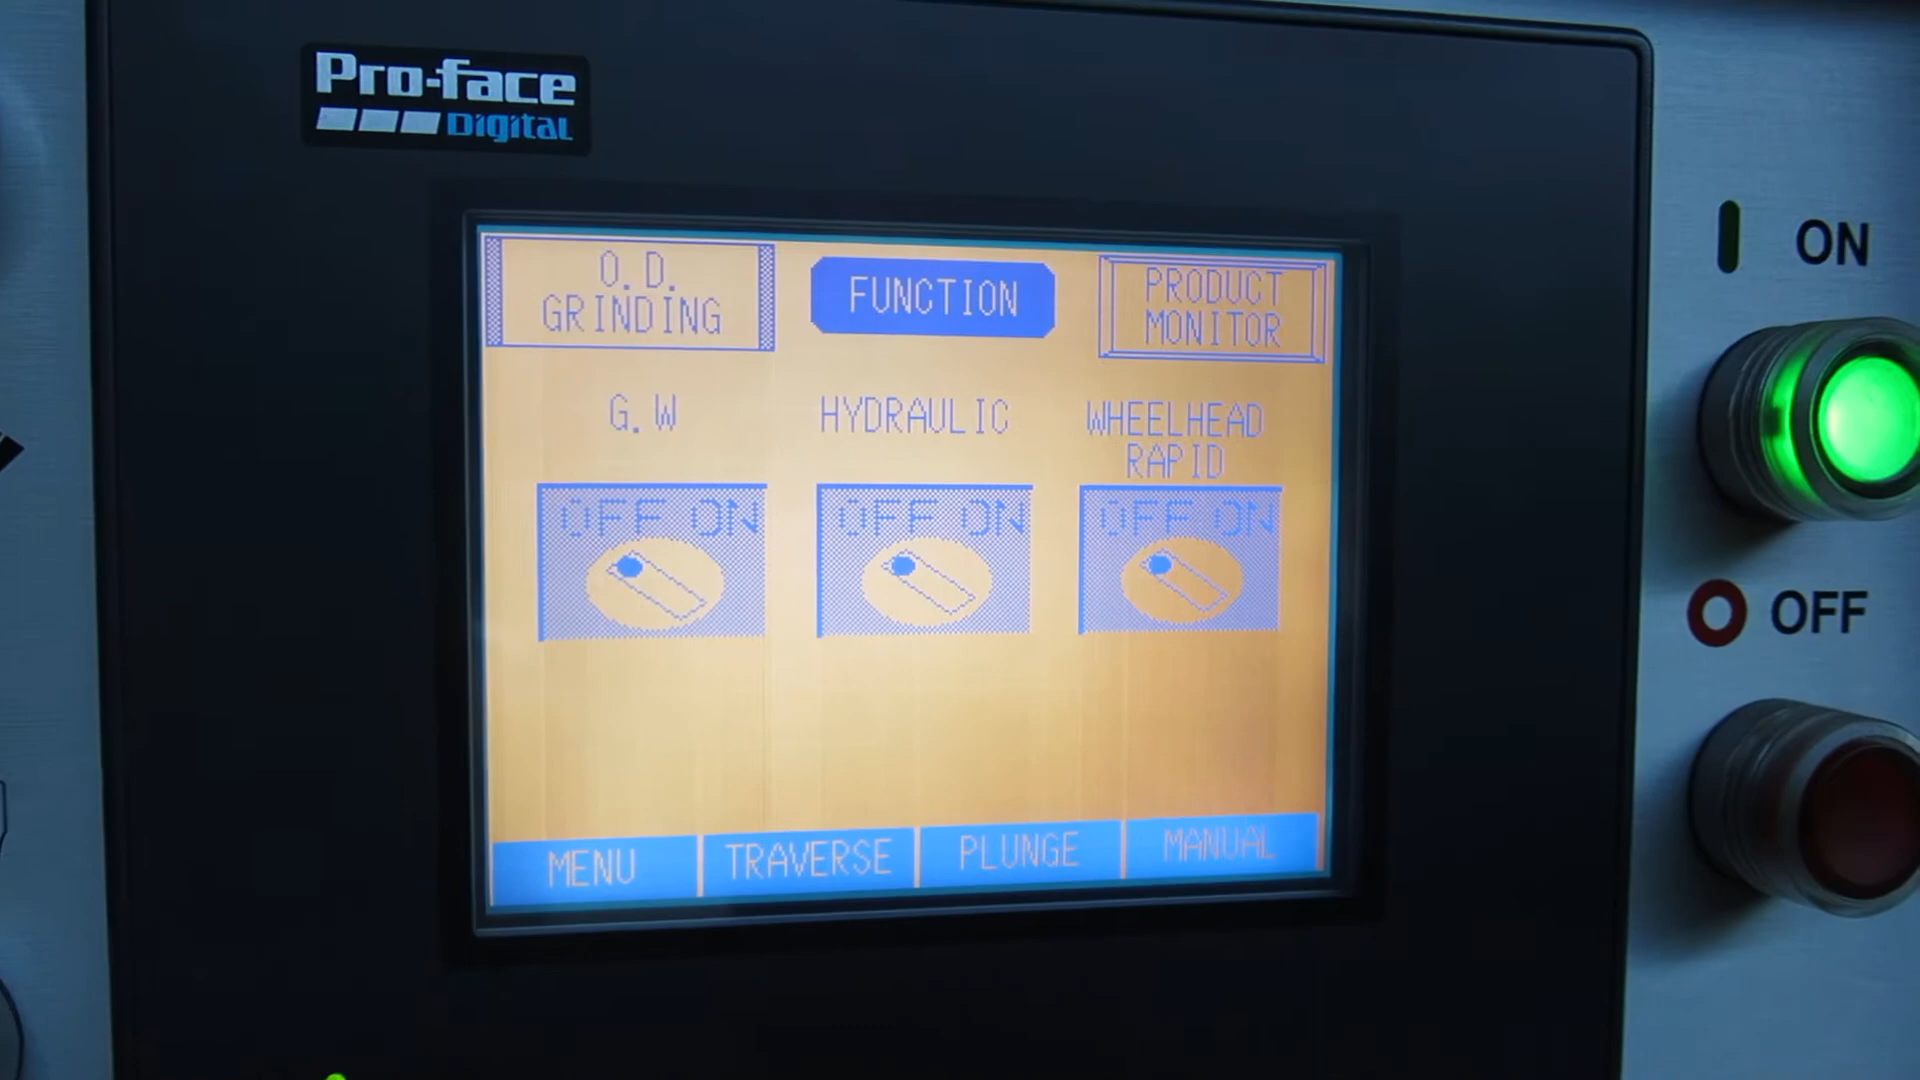 Pro-face
Digital
O.D.
GRINDING
FUNCTION
PRODUCT
MONITOR
G.W
HYDRAULIC
WHEELHEAD
RAPID
OFF ON
OFF ON
OFF ON
MENU
TRAVERSE
PLUNGE
MANUAL
ON
OFF